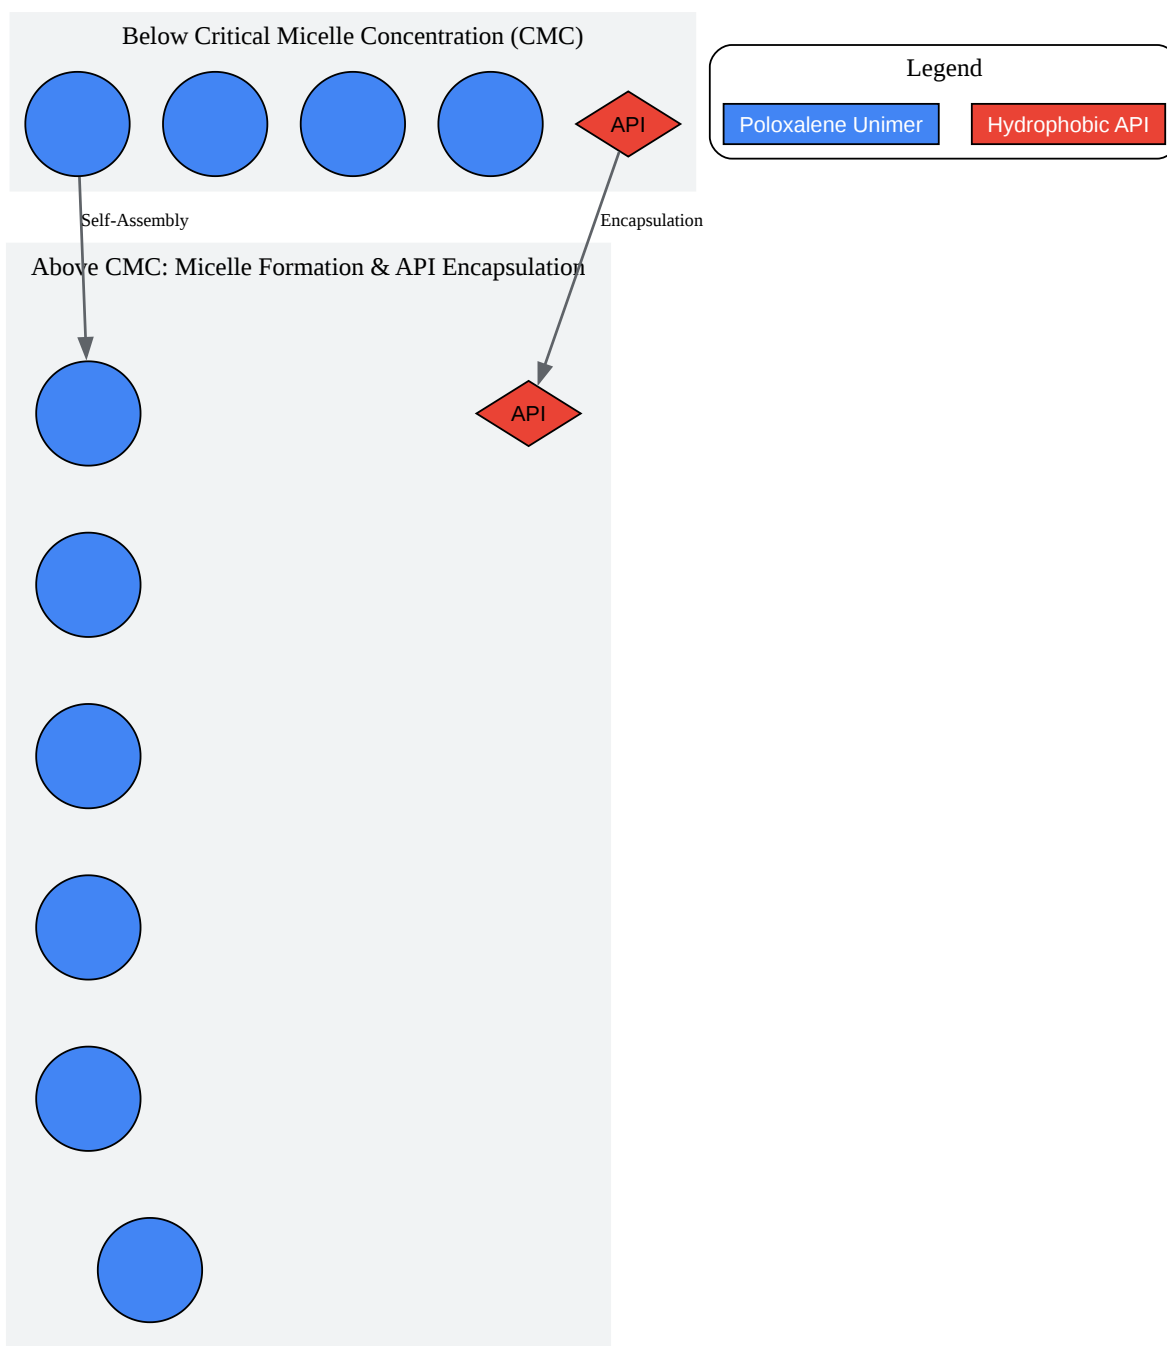 Below Critical Micelle Concentration (CMC)
API
Legend
Poloxalene Unimer
Hydrophobic API
Self-Assembly
Encapsulation
Above CMC: Micelle Formation & API Encapsulation
API